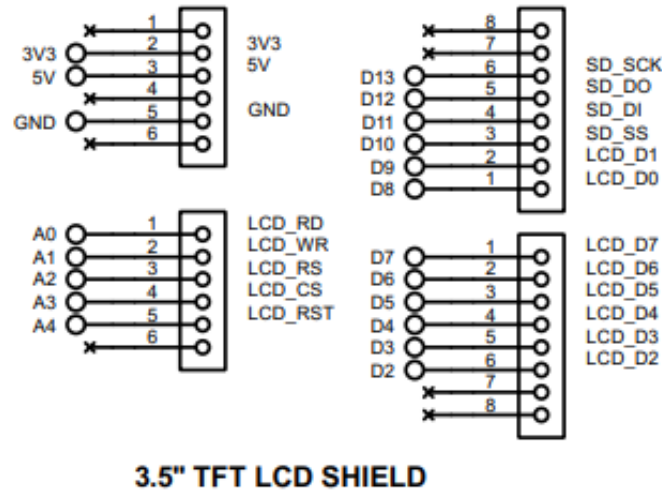 1
3V3 2 3V3
5V 3 5V
4
GND 5 GND
6
8
7
D13 6 SD_SCK
D12 5 SD_DO
D11 4 SD_DI
D10 3 SD_SS
D9 2 LCD_D1
D8 1 LCD_D0
A0 1 LCD_RD
A1 2 LCD_WR
A2 3 LCD_RS
A3 4 LCD_CS
A4 5 LCD_RST
6
D7 1 LCD_D7
D6 2 LCD_D6
D5 3 LCD_D5
D4 4 LCD_D4
D3 5 LCD_D3
D2 6 LCD_D2
7
8
3.5" TFT LCD SHIELD